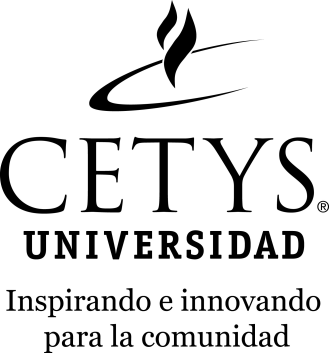 CETYS®
UNIVERSIDAD
Inspirando e innovando
para la comunidad